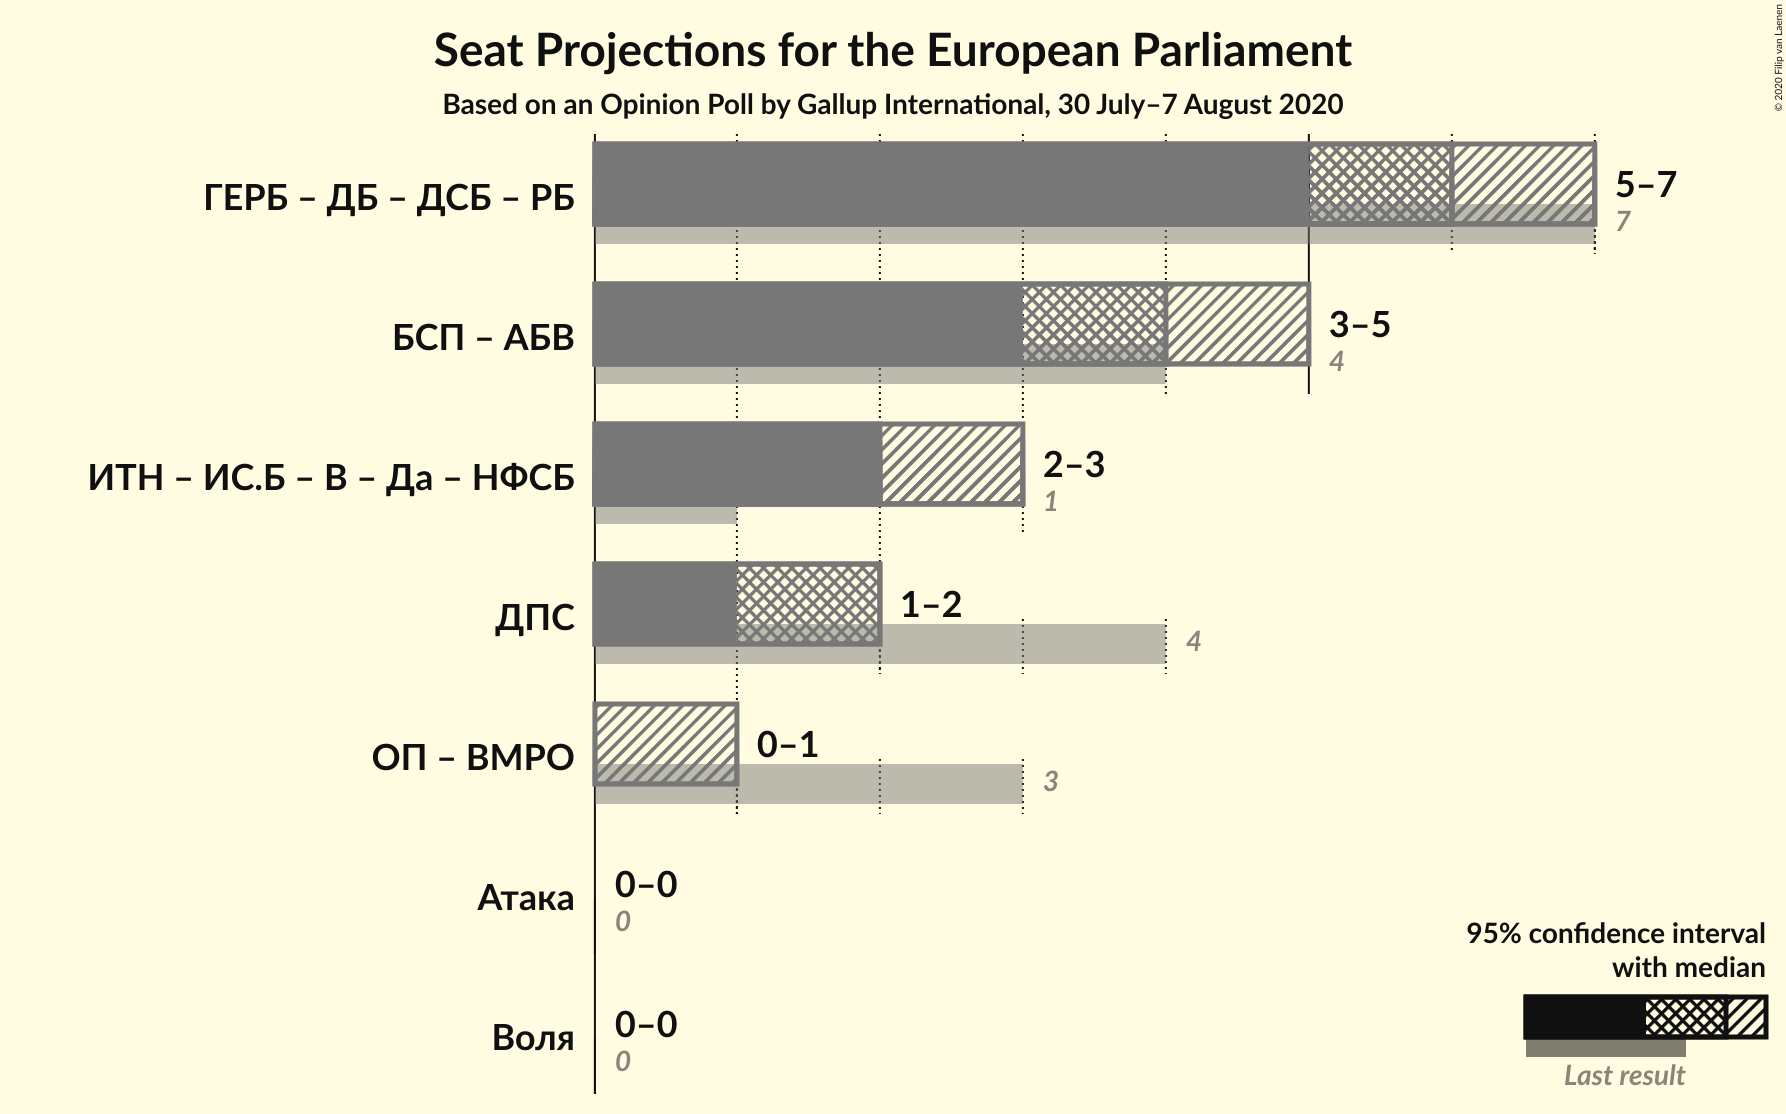 Seat Projections for the European Parliament
Based on an Opinion Poll by Gallup International, 30 July–7 August 2020
© 2020 Filip van Laenen
ГЕРБ – ДБ – ДСБ – РБ
5–7
7
БСП – АБВ
3–5
4
ИТН – ИС.Б – В – Да – НФСБ
2–3
1
ДПС
1–2
4
ОП – ВМРО
0–1
3
Атака
0–0
0
Воля
0–0
0
95% confidence interval
with median
Last result